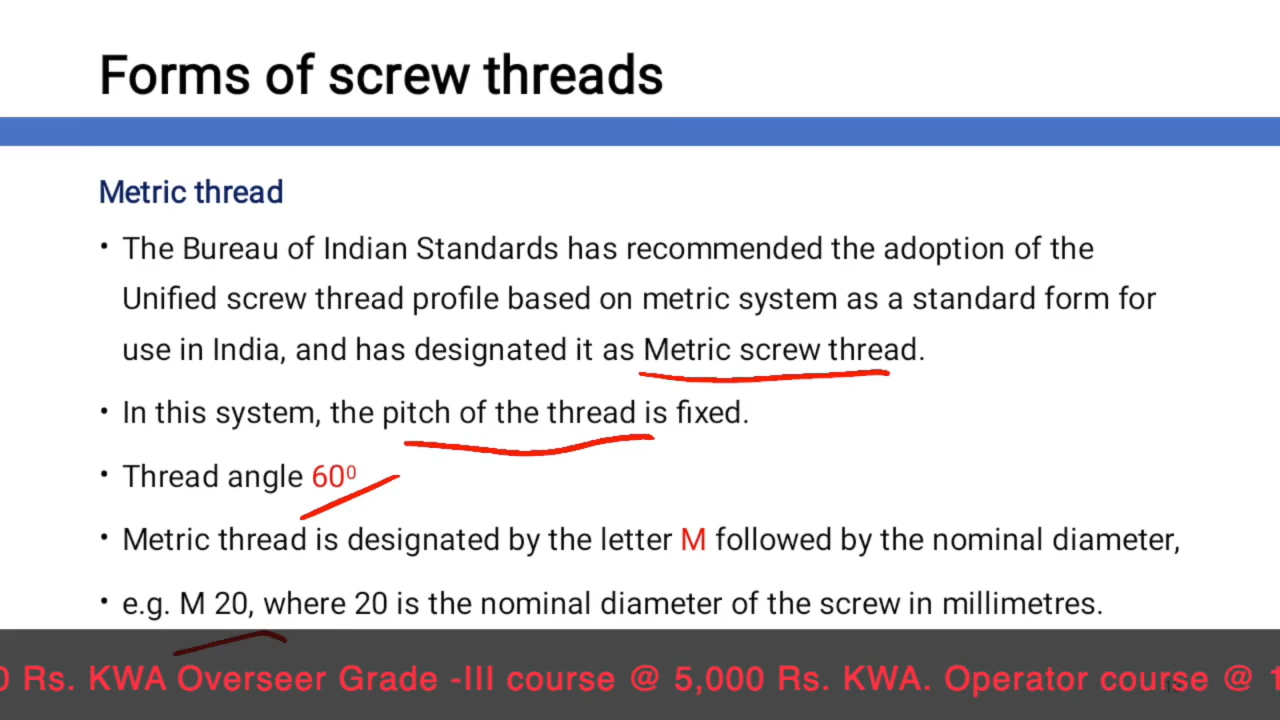 Forms of screw threads
Metric thread
• The Bureau of Indian Standards has recommended the adoption of the
Unified screw thread profile based on metric system as a standard form for
use in India, and has designated it as Metric screw thread.
• In this system, the pitch of the thread is fixed.
• Thread angle 60⁰
• Metric thread is designated by the letter M followed by the nominal diameter,
• e.g. M 20, where 20 is the nominal diameter of the screw in millimetres.
0 Rs. KWA Overseer Grade -III course @ 5,000 Rs. KWA. Operator course @ 1